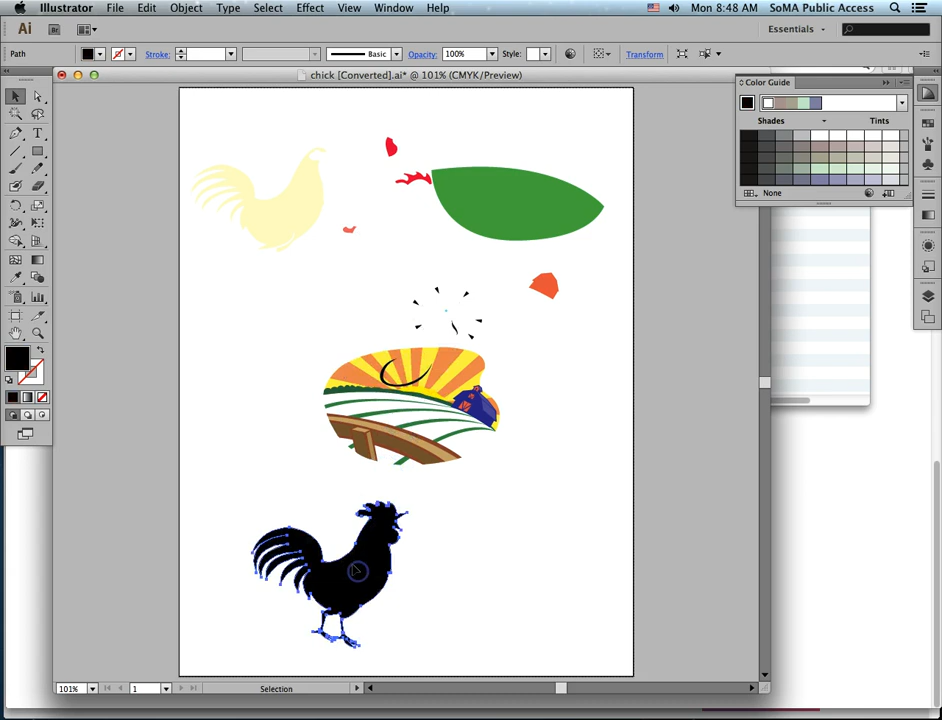 Illustrator File Edit Object Type Select Effect View Window Help Mon 8:48 AM SoMA Public Access
Ai Br Essentials
Path Stroke: Basic Opacity: 100% Style: Transform
chick [Converted].ai* @ 101% (CMYK/Preview)
Color Guide
Shades Tints
None
T
101% 1 Selection